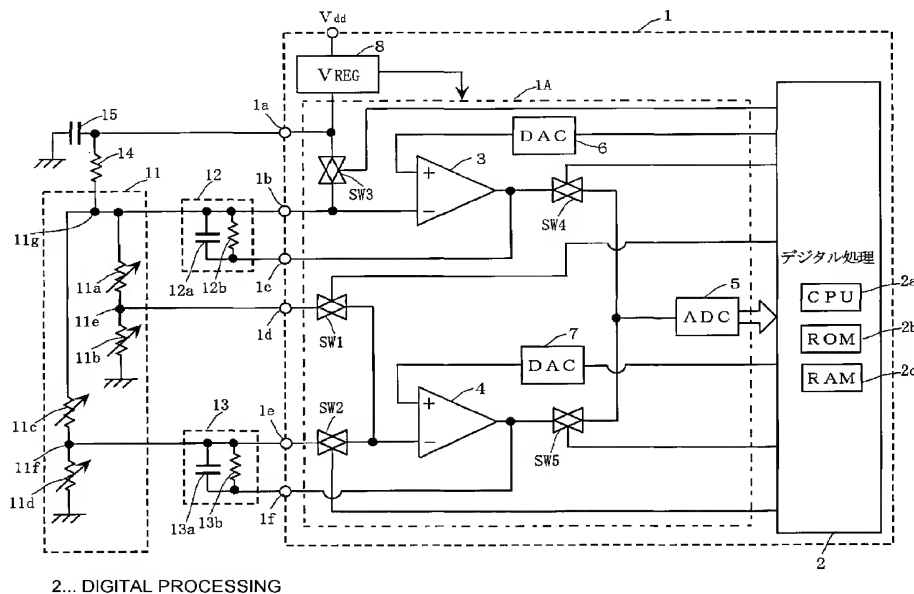 Vdd
1
8
VREG
1A
15
1a
DAC
6
14
3
SW3
11
12
1b
SW4
11g
デジタル処理
12a
12b
1c
11a
CPU
2a
5
11e
1d
SW1
ADC
11b
7
ROM
2b
DAC
RAM
2c
13
SW2
4
11c
1e
11f
SW5
11d
13a
13b
1f
2
2... DIGITAL PROCESSING